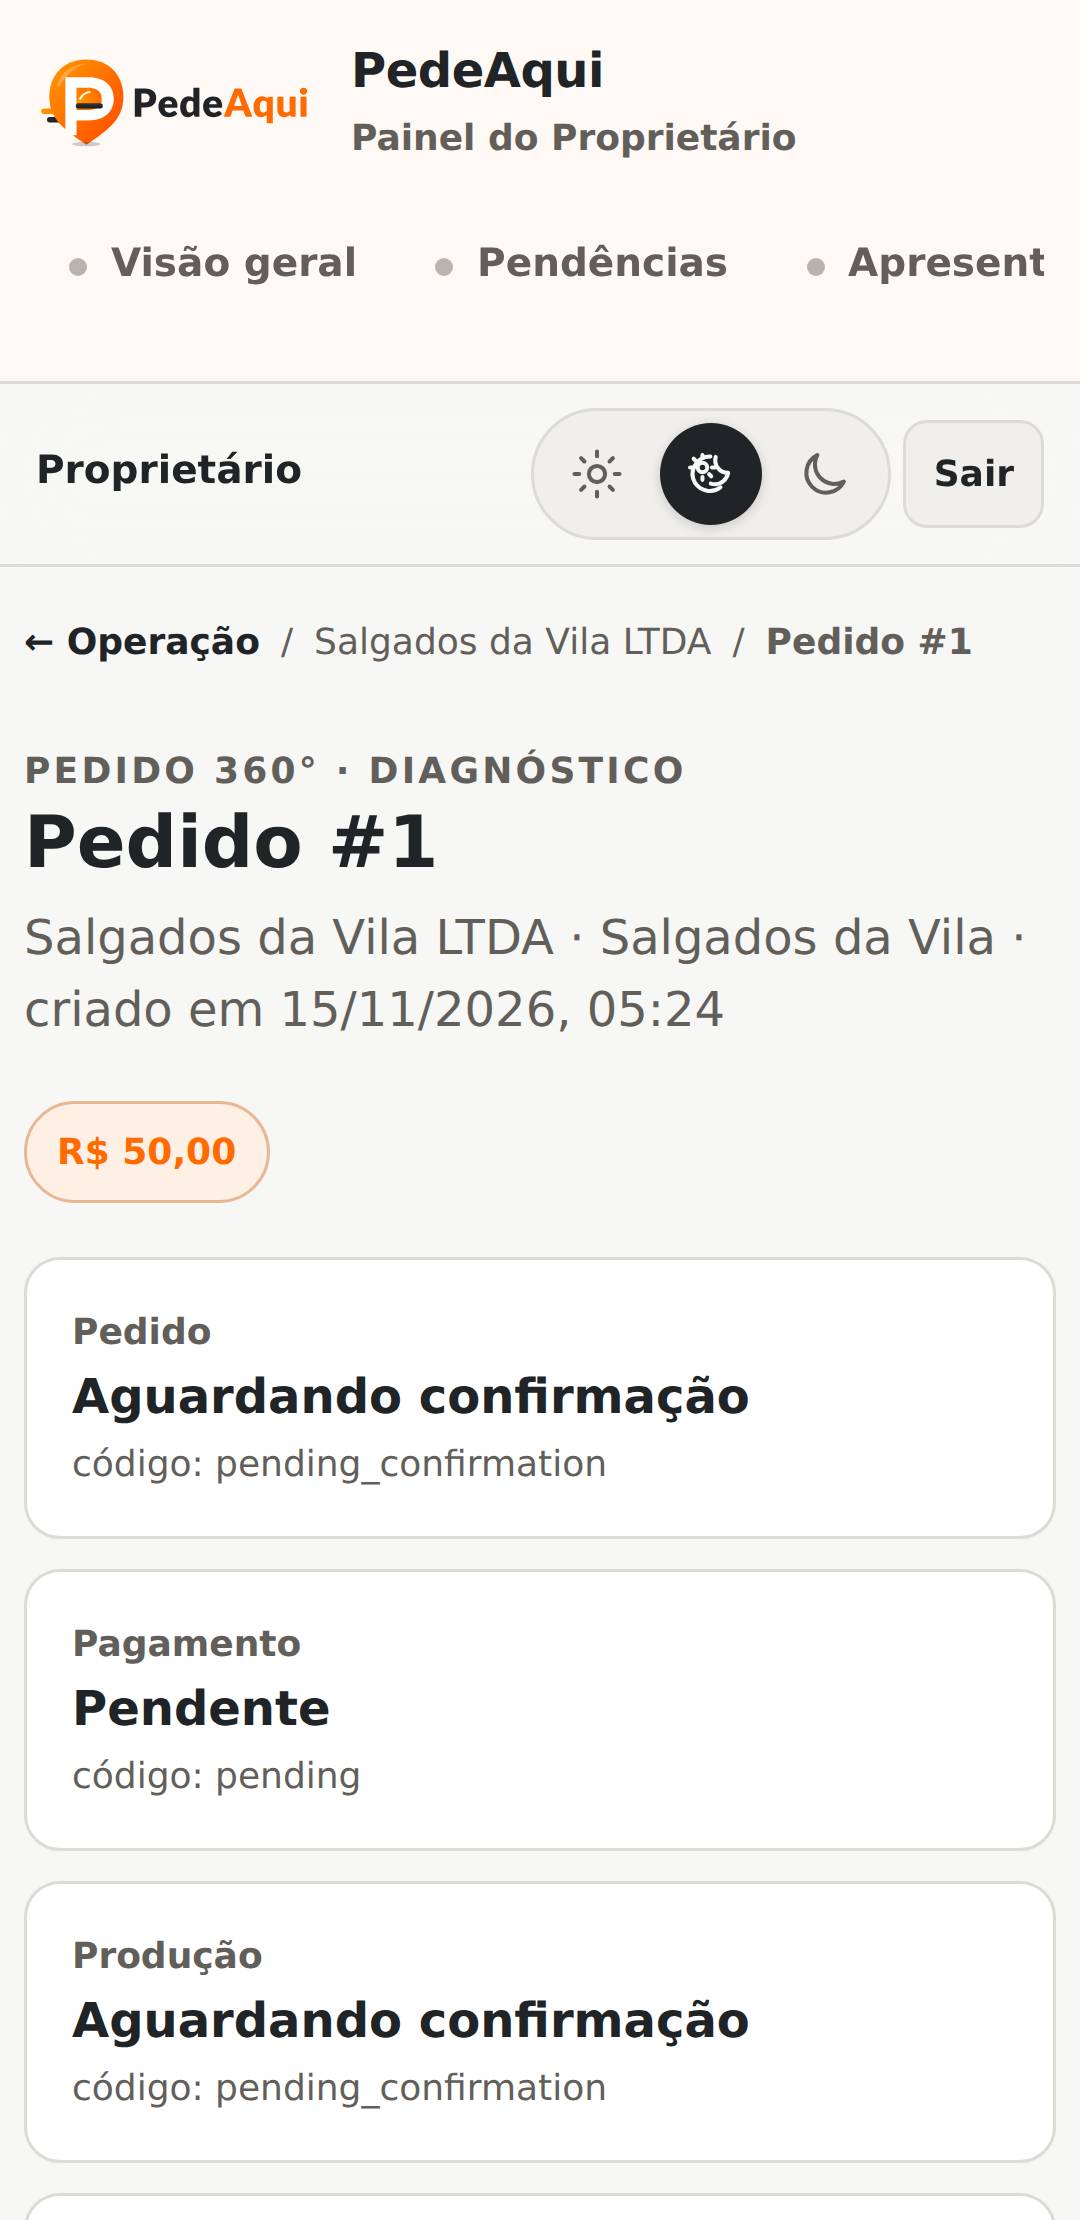 PedeAqui
PedeAqui
Painel do Proprietário
Visão geral
Pendências
Apresent
Proprietário
Sair
← Operação / Salgados da Vila LTDA / Pedido #1
PEDIDO 360° · DIAGNÓSTICO
Pedido #1
Salgados da Vila LTDA · Salgados da Vila ·
criado em 15/11/2026, 05:24
R$ 50,00
Pedido
Aguardando confirmação
código: pending_confirmation
Pagamento
Pendente
código: pending
Produção
Aguardando confirmação
código: pending_confirmation